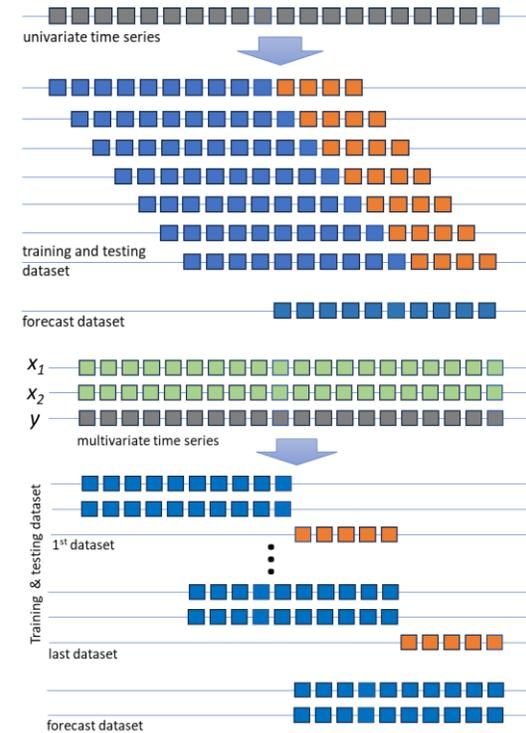 univariate time series
training and testing
dataset
forecast dataset
x1
x2
y
multivariate time series
Training & testing dataset
1st dataset
last dataset
forecast dataset